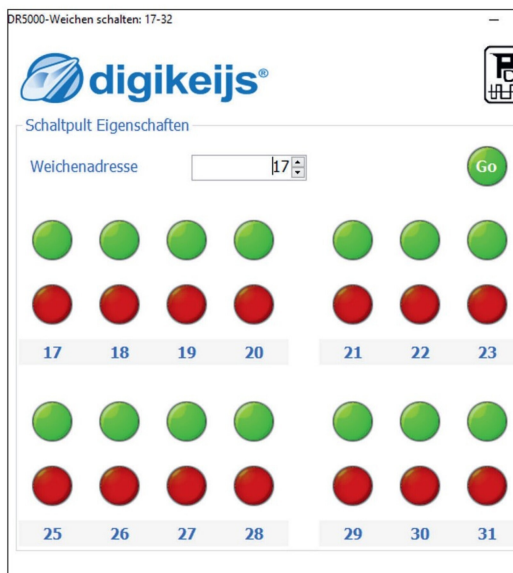 DR5000-Weichen schalten: 17-32
digikeijs®
Schaltpult Eigenschaften
Weichenadresse 17 Go
17 18 19 20 21 22 23
25 26 27 28 29 30 31